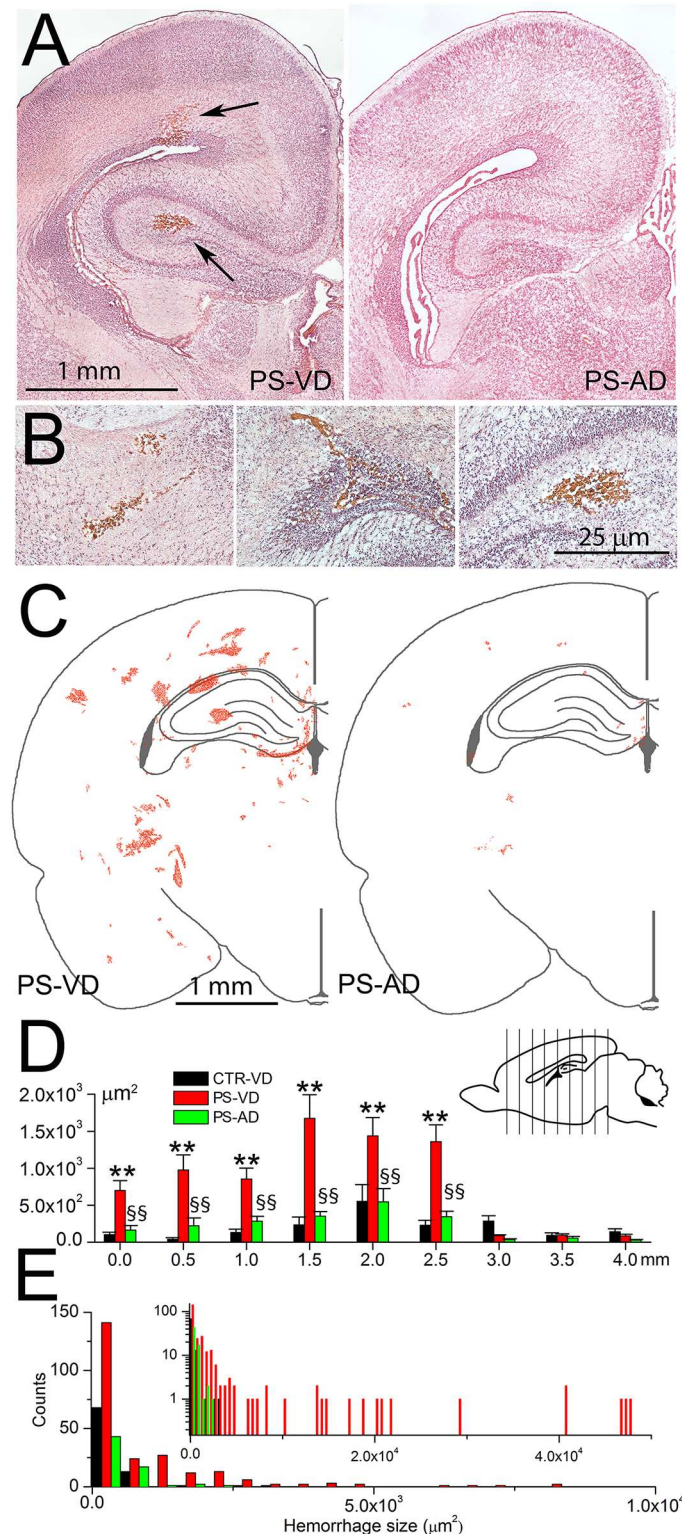 A
1 mm
PS-VD
PS-AD
B
25 μm
C
PS-VD
1 mm
PS-AD
D
μm²
CTR-VD
PS-VD
PS-AD
2.0x10³
1.5x10³
1.0x10³
5.0x10²
0.0
** ** ** ** ** **
§§ §§ §§ §§ §§ §§
0.0 0.5 1.0 1.5 2.0 2.5 3.0 3.5 4.0 mm
E
150
100
50
0
Counts
100
10
1
0.0 2.0x10⁴ 4.0x10⁴
0.0 5.0x10³ 1.0x10⁴
Hemorrhage size (μm²)